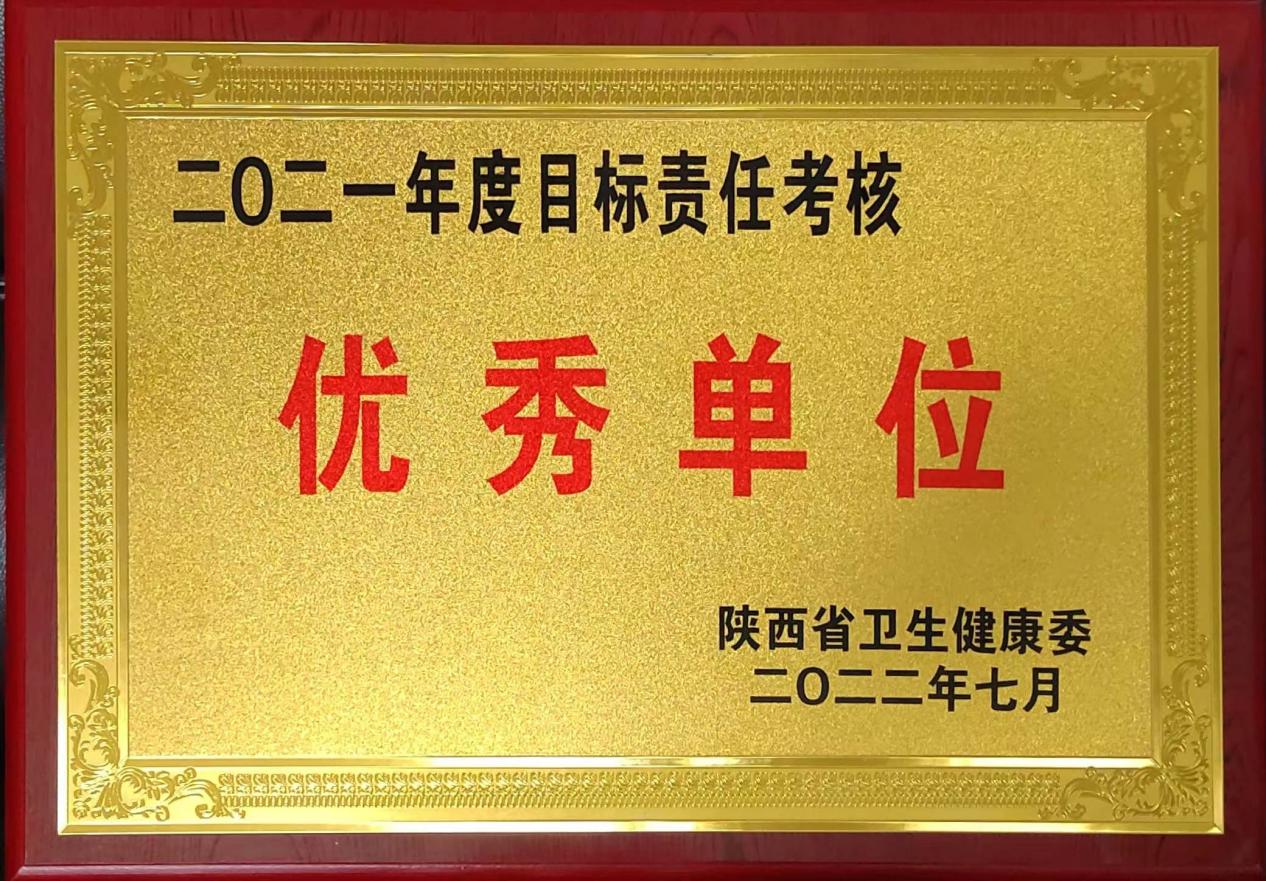 二〇二一年度目标责任考核
优秀单位
陕西省卫生健康委
二〇二二年七月